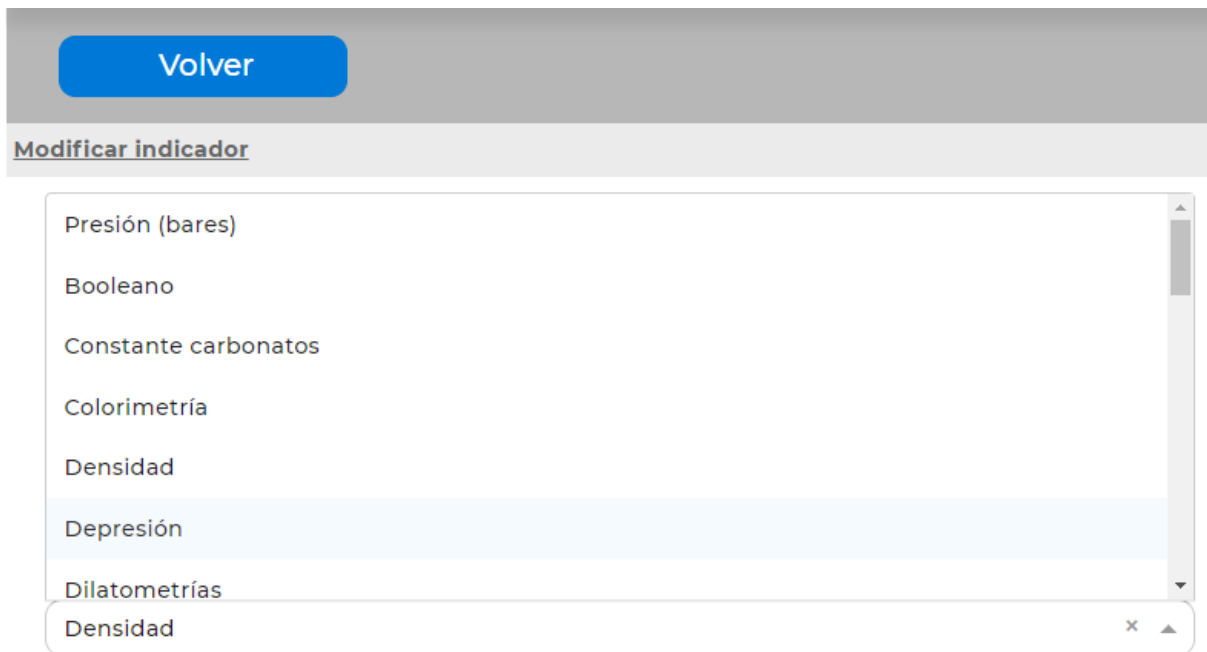 Volver
Modificar indicador
Presión (bares)
Booleano
Constante carbonatos
Colorimetría
Densidad
Depresión
Dilatometrías
Densidad